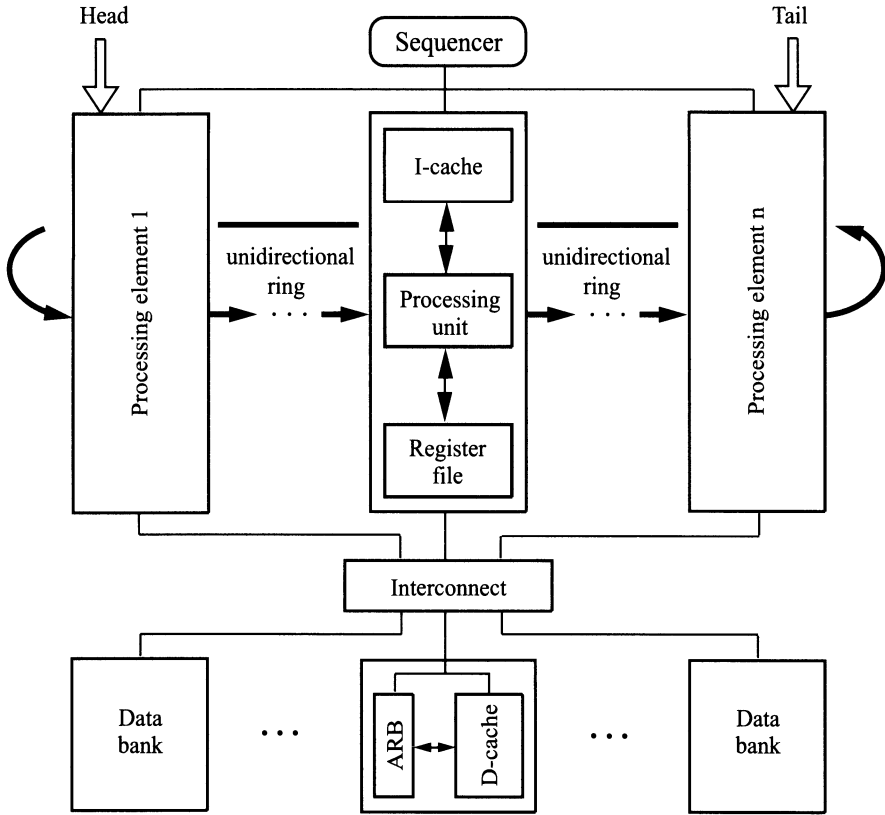 Head
Tail
Sequencer
I-cache
Processing element 1
unidirectional
ring
Processing
unit
unidirectional
ring
Processing element n
. . . .
. . . .
Register
file
Interconnect
Data
bank
. . .
ARB
D-cache
. . .
Data
bank